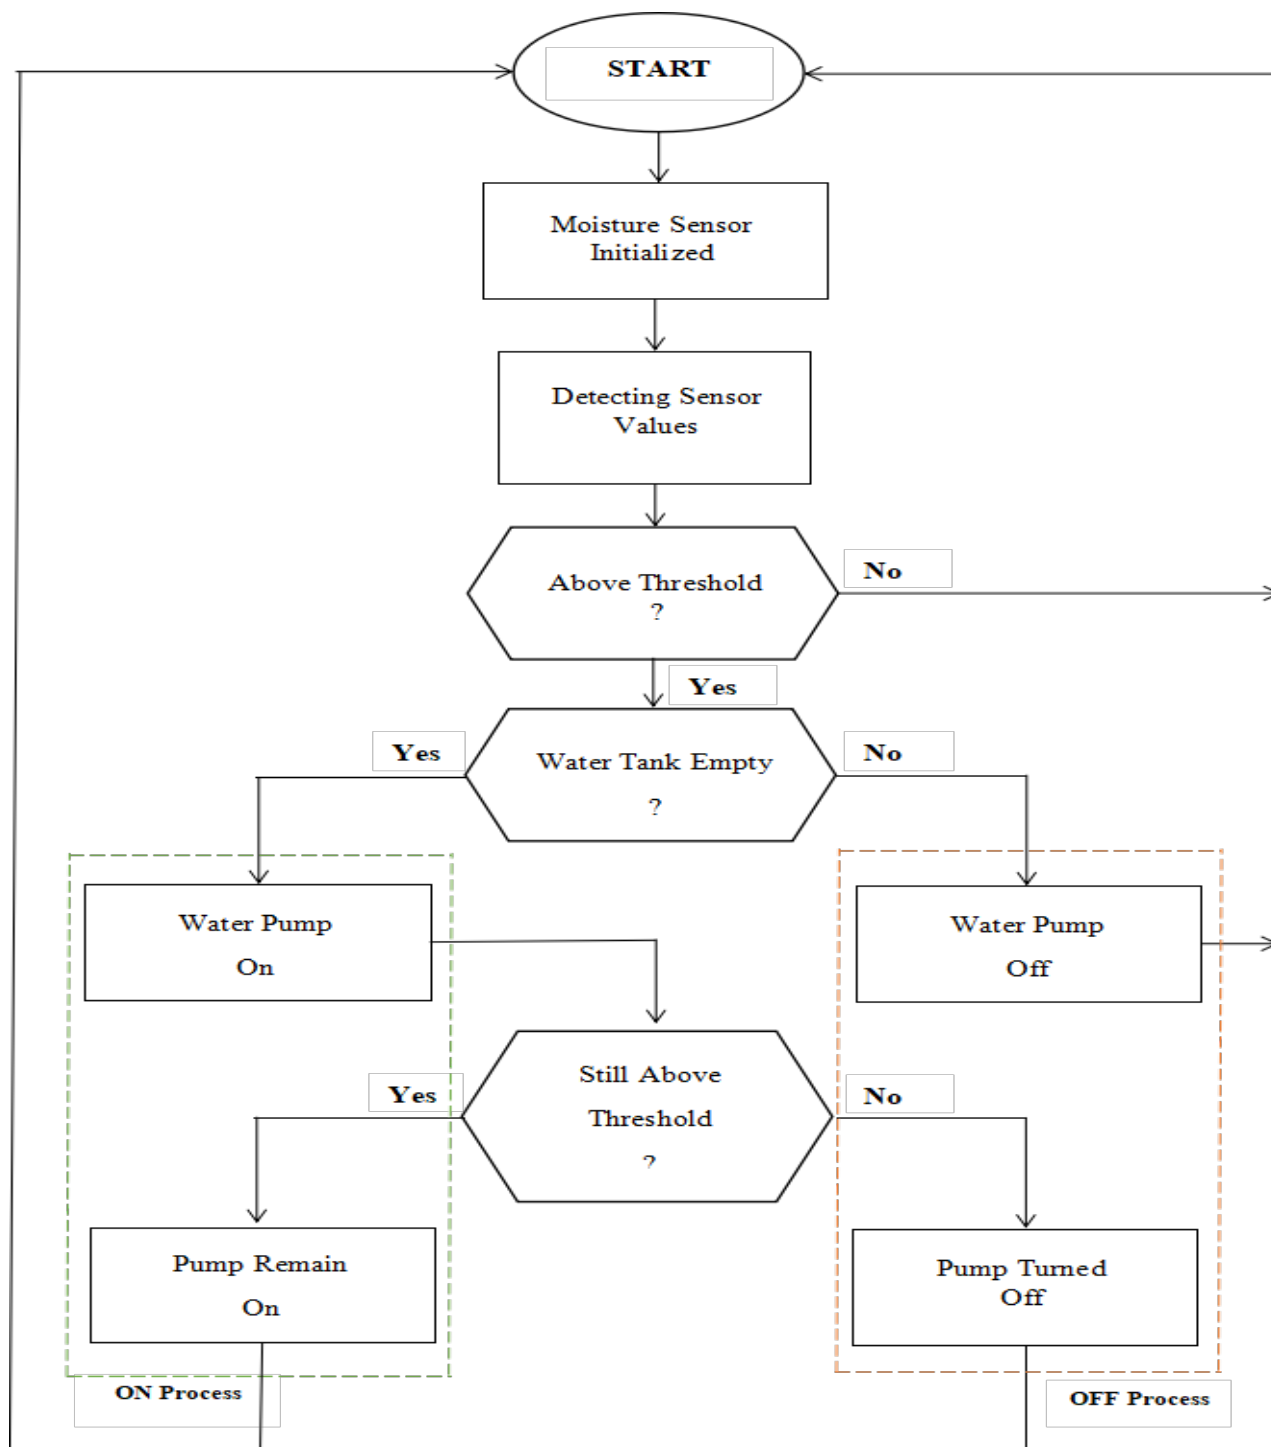 START
Moisture Sensor
Initialized
Detecting Sensor
Values
Above Threshold
?
No
Yes
Yes
Water Tank Empty
?
No
Water Pump
On
Water Pump
Off
Still Above
Threshold
?
Yes
No
Pump Remain
On
Pump Turned
Off
ON Process
OFF Process